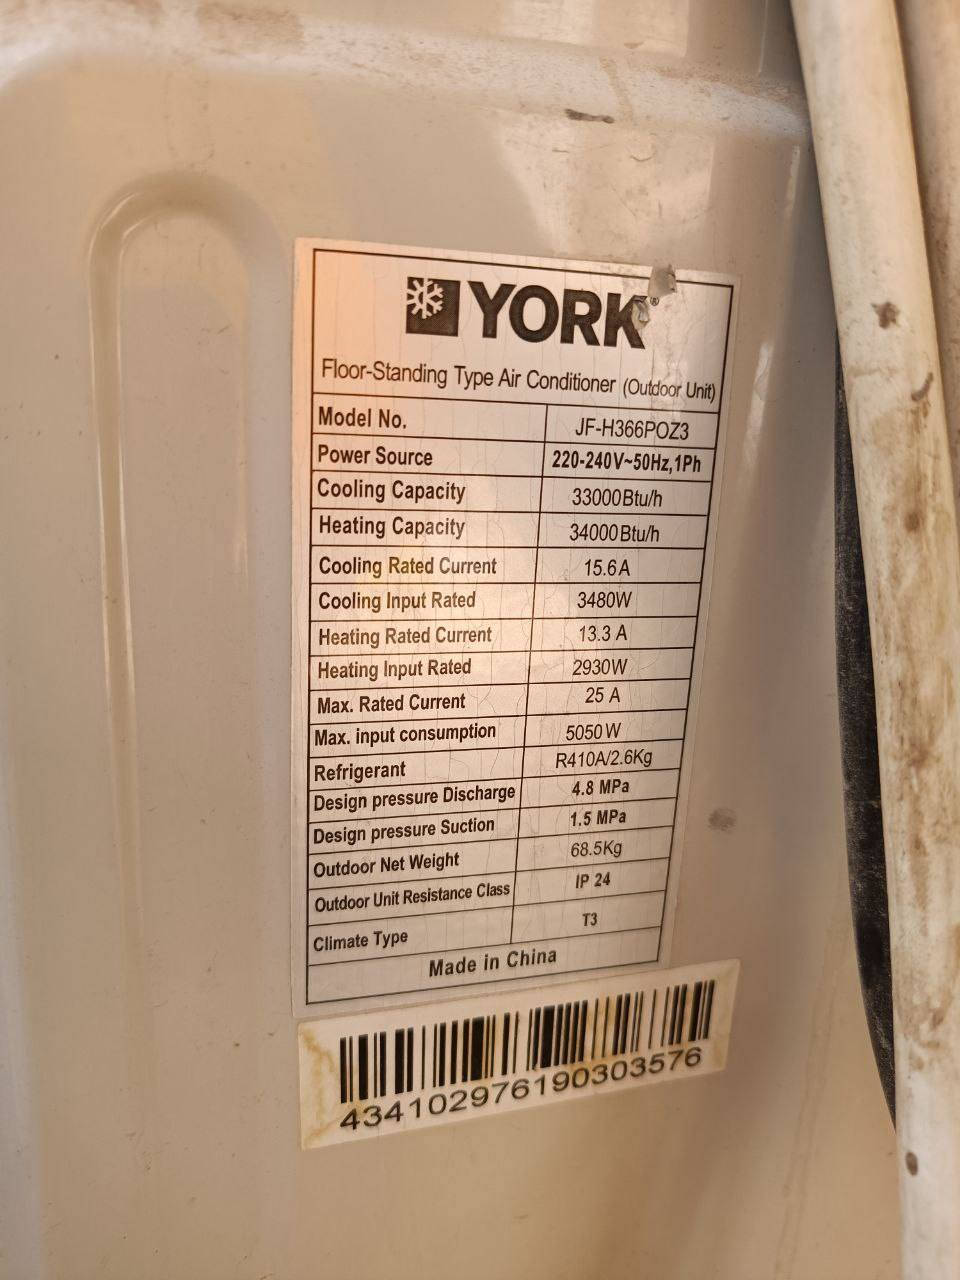 YORK®
Floor-Standing Type Air Conditioner (Outdoor Unit)
Model No. JF-H366POZ3
Power Source 220-240V~50Hz,1Ph
Cooling Capacity 33000Btu/h
Heating Capacity 34000Btu/h
Cooling Rated Current 15.6A
Cooling Input Rated 3480W
Heating Rated Current 13.3 A
Heating Input Rated 2930W
Max. Rated Current 25 A
Max. input consumption 5050W
Refrigerant R410A/2.6Kg
Design pressure Discharge 4.8 MPa
Design pressure Suction 1.5 MPa
Outdoor Net Weight 68.5Kg
Outdoor Unit Resistance Class IP 24
Climate Type T3
Made in China
434102976190303576